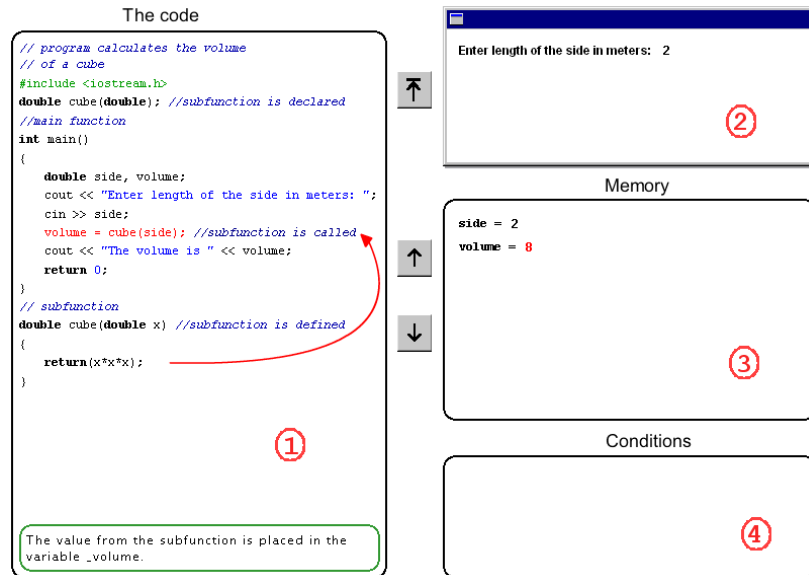 The code
// program calculates the volume
// of a cube
#include <iostream.h>
double cube(double); //subfunction is declared
//main function
int main()
{
double side, volume;
cout << "Enter length of the side in meters: ";
cin >> side;
volume = cube(side); //subfunction is called
cout << "The volume is " << volume;
return 0;
}
// subfunction
double cube(double x) //subfunction is defined
{
return(x*x*x);
}
1
The value from the subfunction is placed in the
variable _volume.
Enter length of the side in meters: 2
2
Memory
side = 2
volume = 8
3
Conditions
4